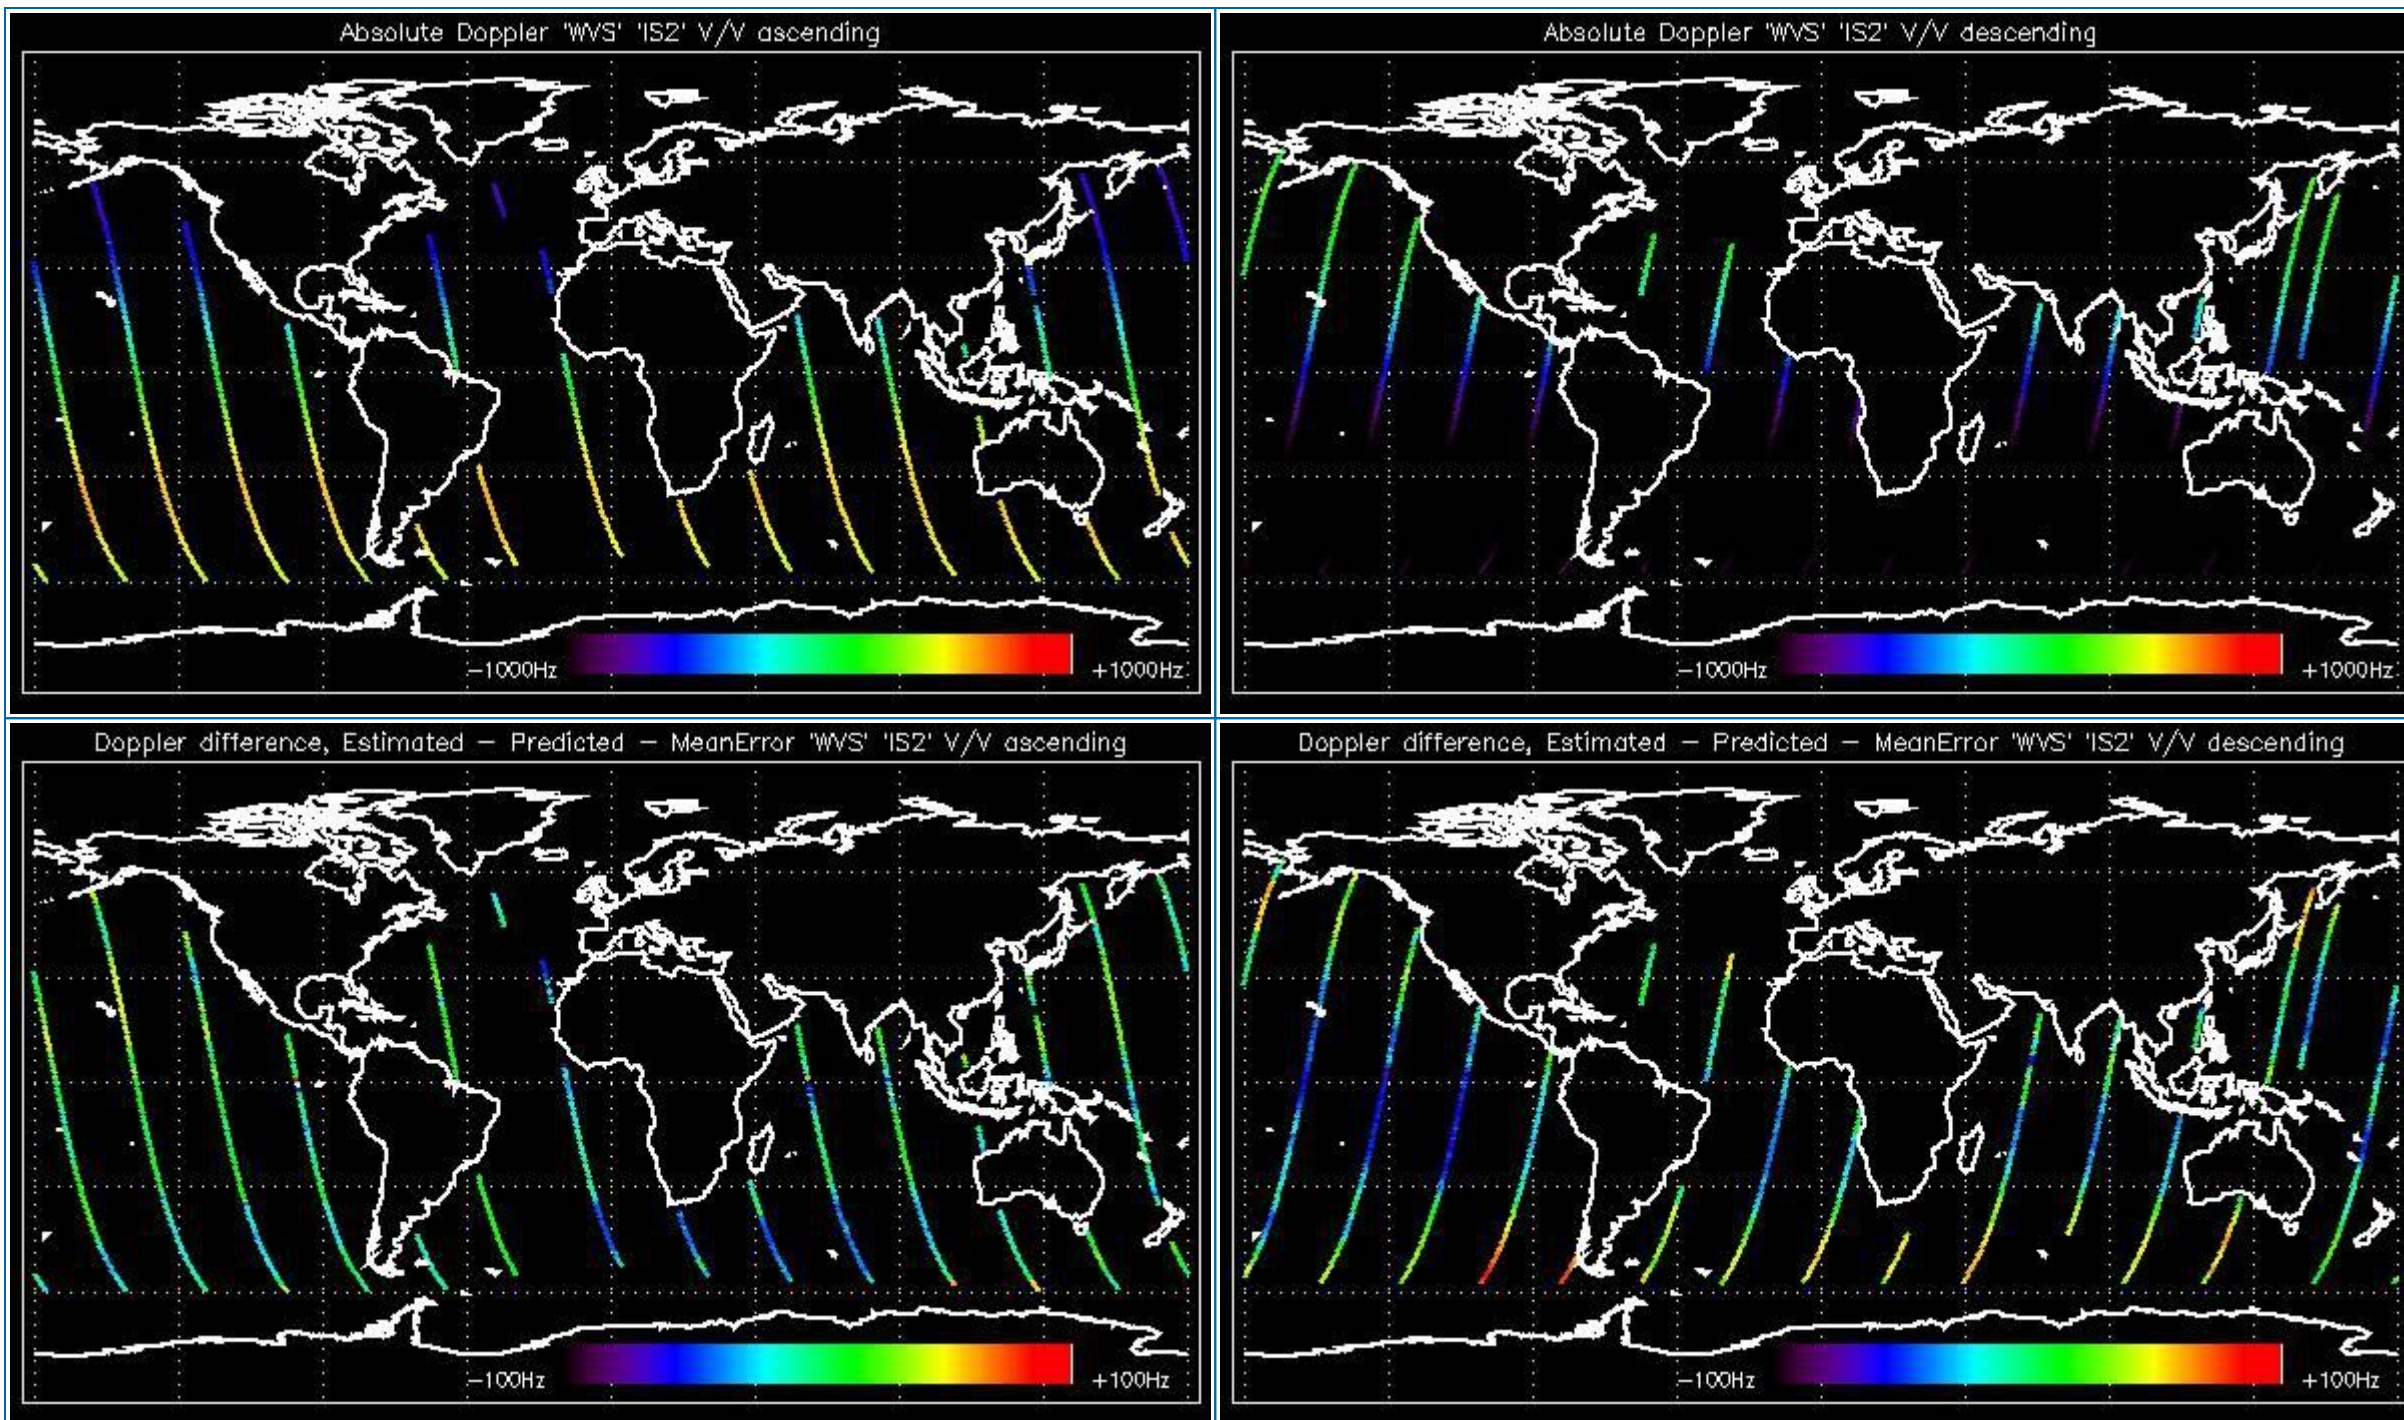 Absolute Doppler 'WVS' 'IS2' V/V ascending
-1000Hz
+1000Hz
Absolute Doppler 'WVS' 'IS2' V/V descending
-1000Hz
+1000Hz
Doppler difference, Estimated - Predicted - MeanError 'WVS' 'IS2' V/V ascending
-100Hz
+100Hz
Doppler difference, Estimated - Predicted - MeanError 'WVS' 'IS2' V/V descending
-100Hz
+100Hz